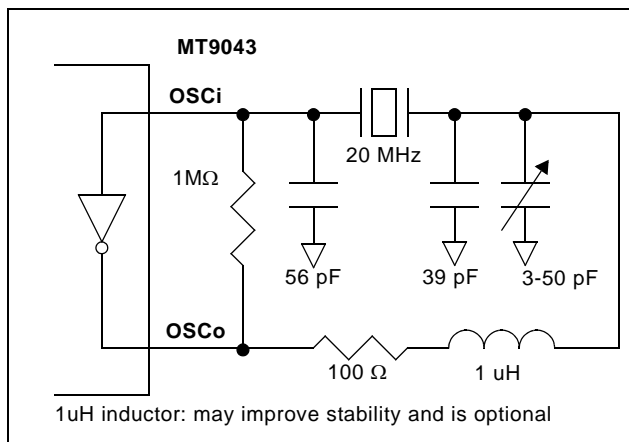 MT9043
OSCi
20 MHz
1MΩ
56 pF
39 pF
3-50 pF
OSCo
100 Ω
1 uH
1uH inductor: may improve stability and is optional